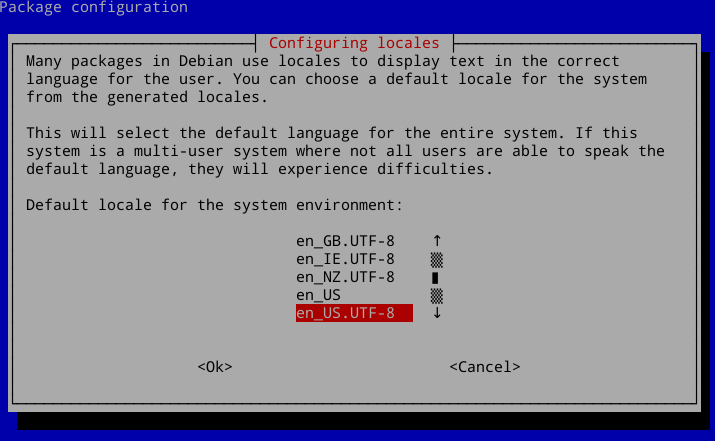 Package configuration
Configuring locales
Many packages in Debian use locales to display text in the correct
language for the user. You can choose a default locale for the system
from the generated locales.
This will select the default language for the entire system. If this
system is a multi-user system where not all users are able to speak the
default language, they will experience difficulties.
Default locale for the system environment:
en_GB.UTF-8 ↑
en_IE.UTF-8
en_NZ.UTF-8
en_US
en_US.UTF-8 ↓
<Ok> <Cancel>